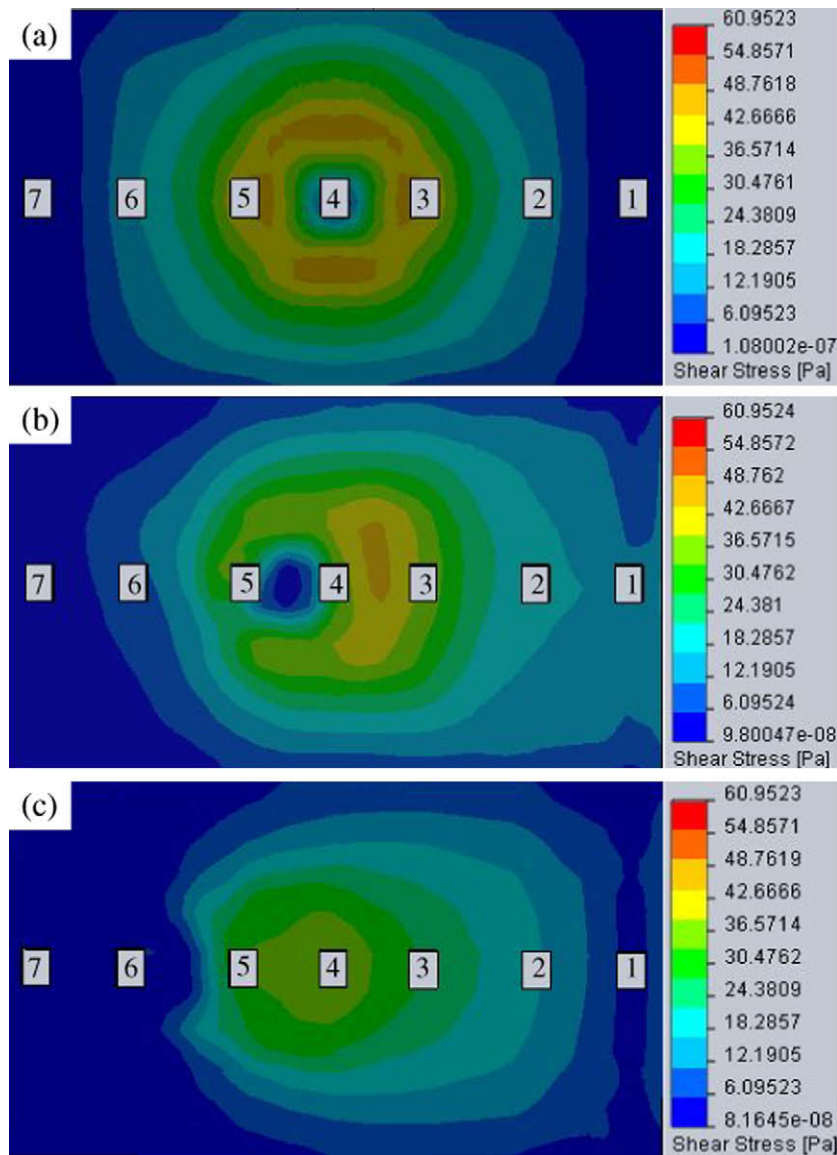 (a)
7 6 5 4 3 2 1
60.9523
54.8571
48.7618
42.6666
36.5714
30.4761
24.3809
18.2857
12.1905
6.09523
1.08002e-07
Shear Stress [Pa]
(b)
7 6 5 4 3 2 1
60.9524
54.8572
48.762
42.6667
36.5715
30.4762
24.381
18.2857
12.1905
6.09524
9.80047e-08
Shear Stress [Pa]
(c)
7 6 5 4 3 2 1
60.9523
54.8571
48.7619
42.6666
36.5714
30.4762
24.3809
18.2857
12.1905
6.09523
8.1645e-08
Shear Stress [Pa]